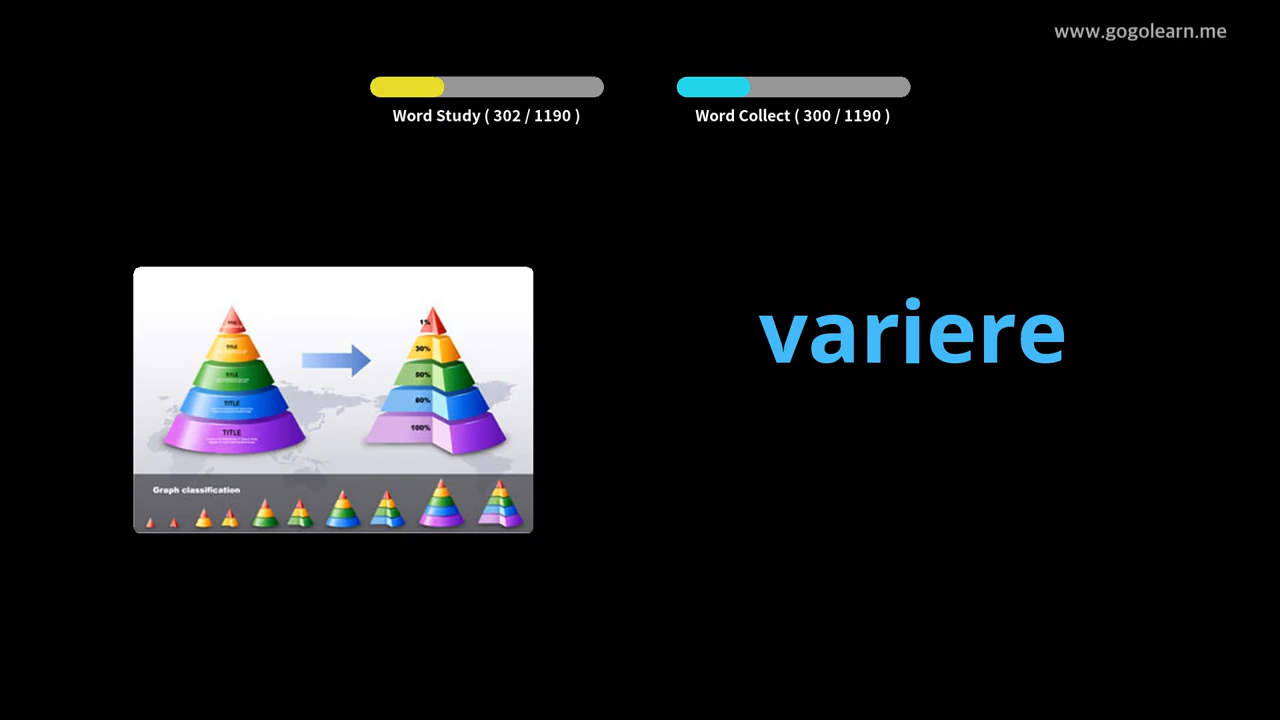 www.gogolearn.me
Word Study ( 302 / 1190 )
Word Collect ( 300 / 1190 )
variere
TITLE
TITLE
TITLE
TITLE
1%
30%
50%
80%
100%
Graph classification